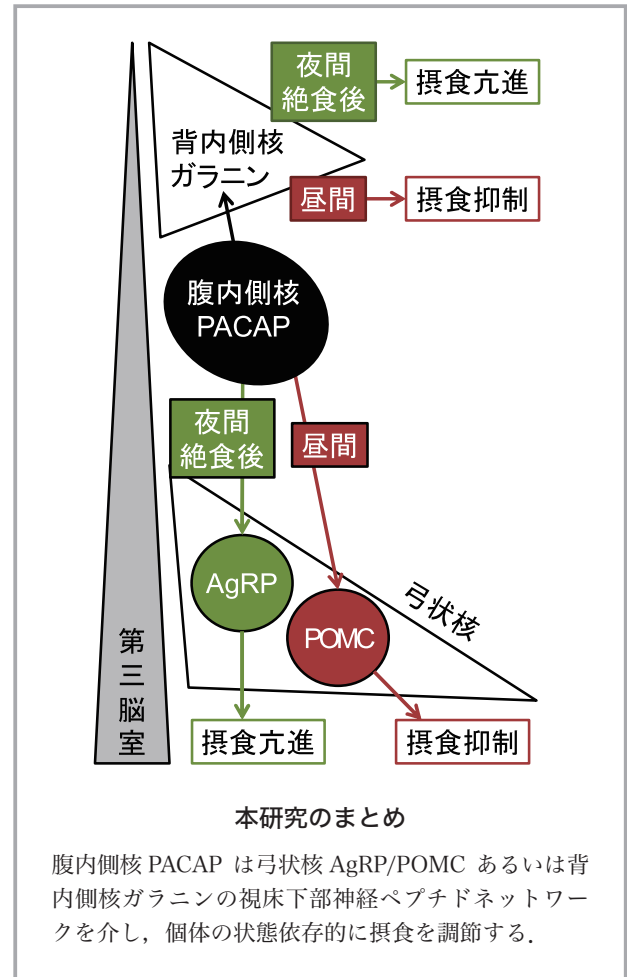 夜間
絶食後
摂食亢進
背内側核
ガラニン
昼間
摂食抑制
腹内側核
PACAP
夜間
絶食後
昼間
AgRP
POMC
弓状核
第三脳室
摂食亢進
摂食抑制
本研究のまとめ
腹内側核 PACAP は弓状核 AgRP/POMC あるいは背
内側核ガラニンの視床下部神経ペプチドネットワー
クを介し，個体の状態依存的に摂食を調節する．